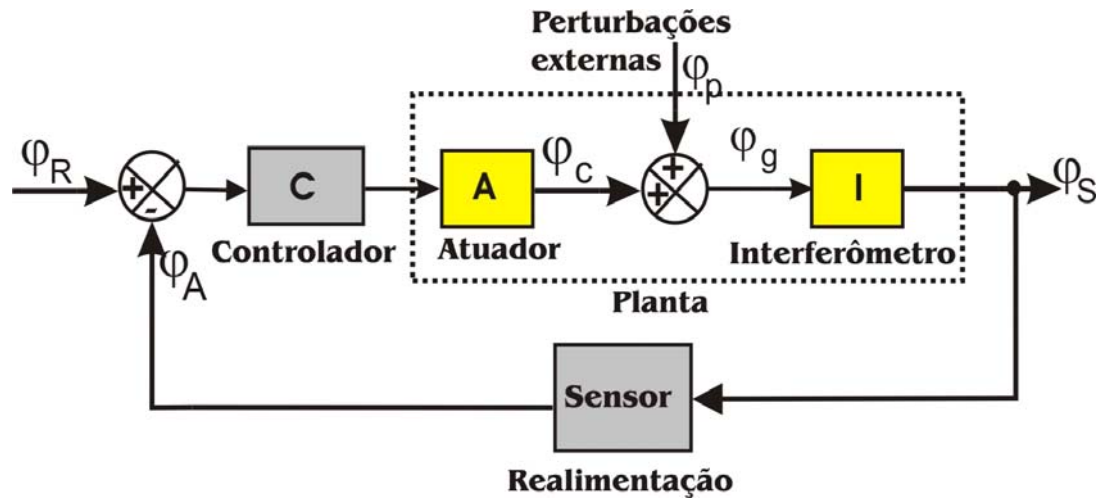 Perturbações
externas
φp
φR
+
-
C
Controlador
A
Atuador
φc
+
+
φg
I
Interferômetro
φS
φA
Planta
Sensor
Realimentação